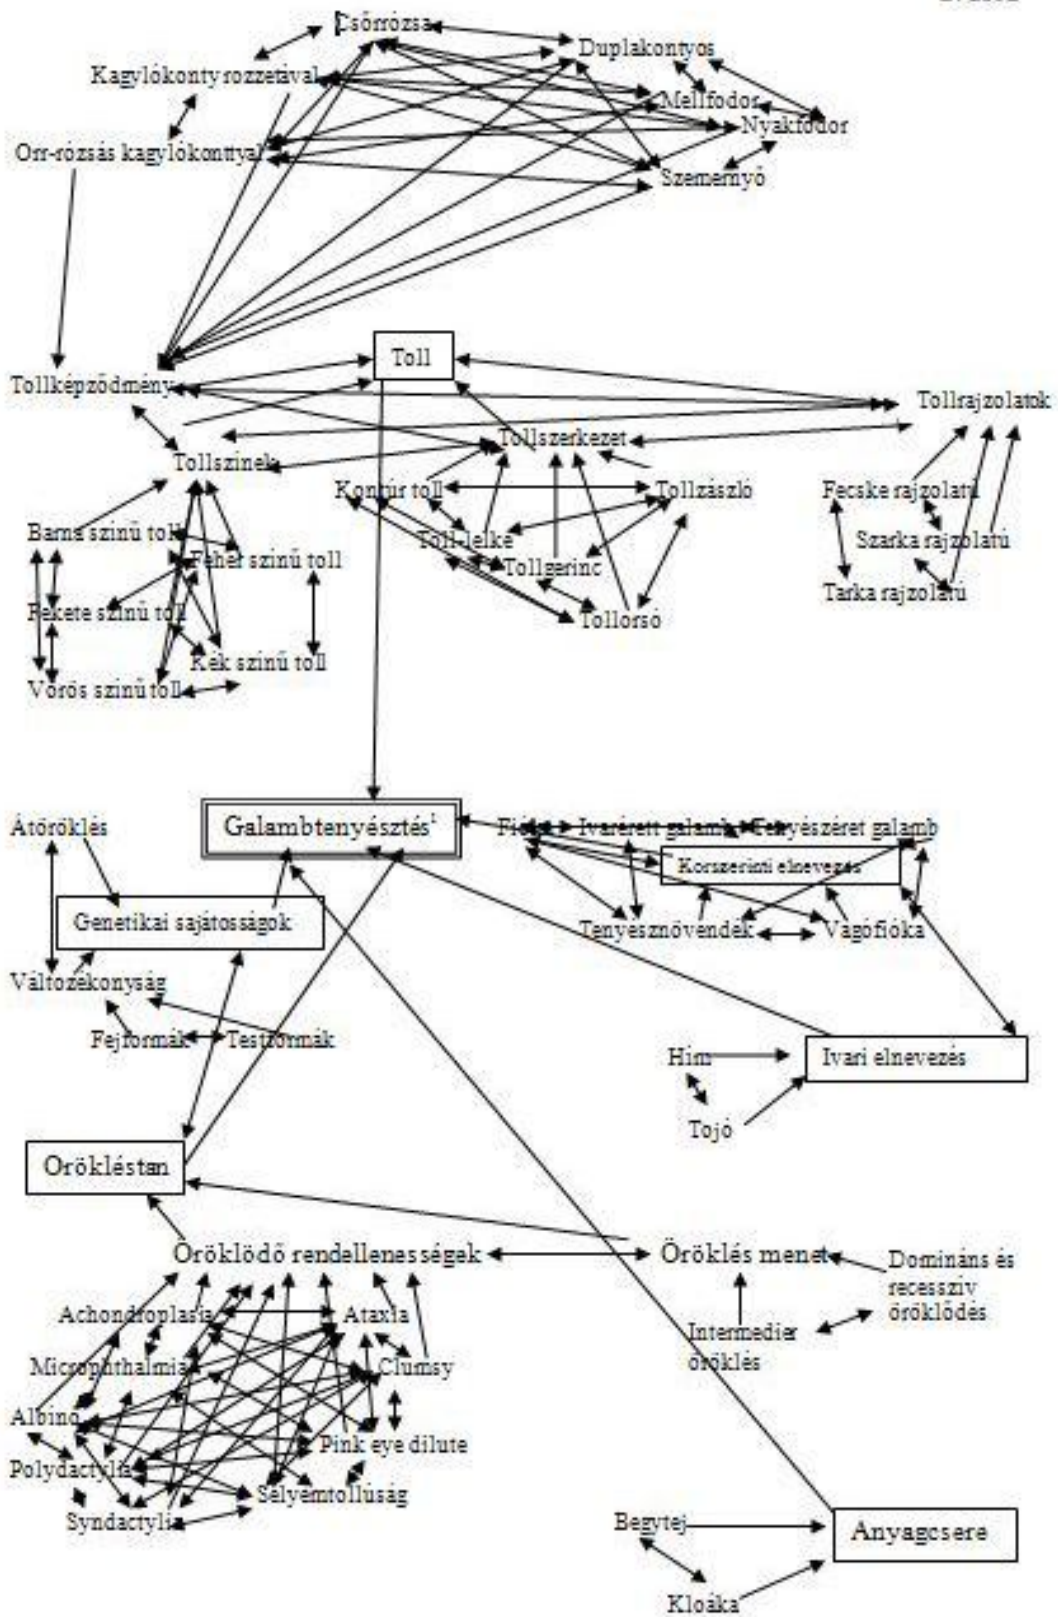 Csőrrózsa
Duplakontyos
Kagylókonty rozzetával
Mellfodor
Nyakfodor
Orr-rózsás kagylókonttyal
Szemernyő
Toll
Tollképződmény
Tollrajzolatok
Tollszerkezet
Tollszínek
Kontúr toll
Tollzászló
Fecske rajzolatú
Barna színű toll
Toll-lelke
Szarka rajzolatú
Fehér színű toll
Tollgerinc
Tarka rajzolatú
Fekete színű toll
Tollorsó
Kék színű toll
Vörös színű toll
Átöröklés
Galambtenyésztés¹
Fióka
Ivarérett galamb
Tenyészéret galamb
Korszerinti elnevezés
Genetikai sajátosságok
Tenyésznövendék
Vágófióka
Változékonyság
Fejformák
Testformák
Hím
Ivari elnevezés
Tojó
Örökléstan
Öröklödő rendellenességek
Öröklés menet
Domináns és
recesszív
öröklődés
Achondroplasia
Ataxia
Intermedier
öröklés
Microphthalmia
Clumsy
Albino
Pink eye dilute
Polydactylia
Selyemtollúság
Syndactylia
Begytej
Anyagcsere
Kloáka